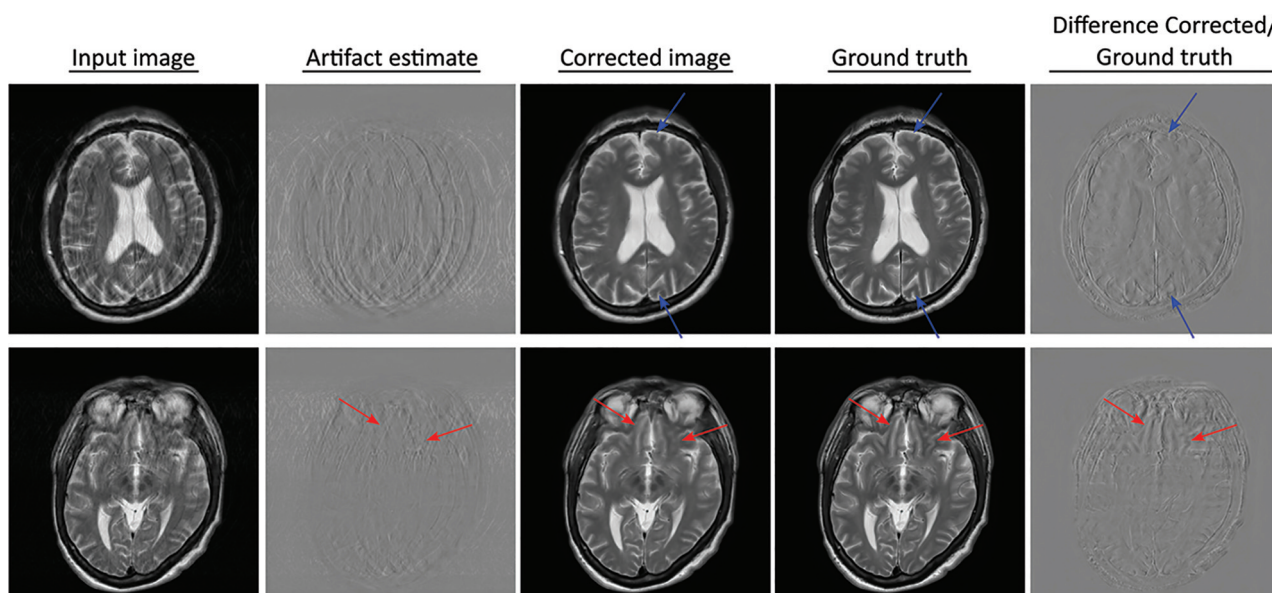 Input image
Artifact estimate
Corrected image
Ground truth
Difference Corrected/
Ground truth